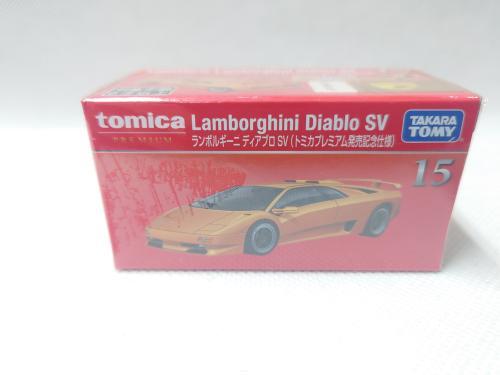 tomica
PREMIUM
Lamborghini Diablo SV
ランボルギーニ ディアブロ SV (トミカプレミアム発売記念仕様)
TAKARA
TOMY
15